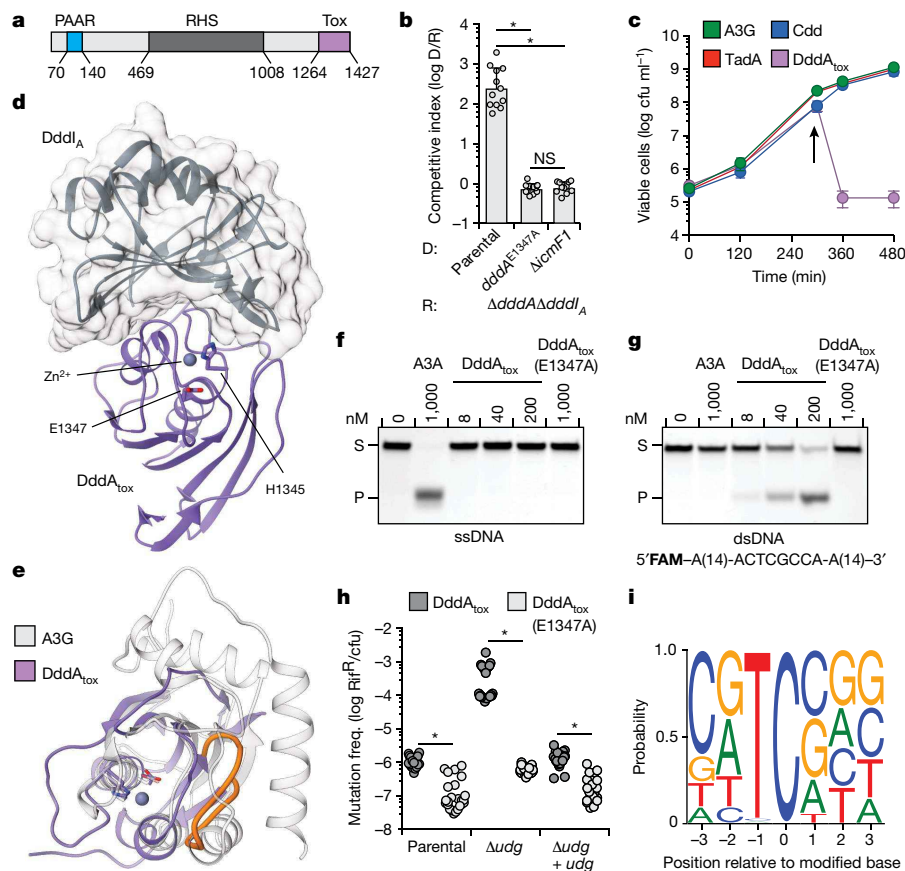 a
PAAR RHS Tox
70 140 469 1008 1264 1427
b
Competitive index (log D/R)
4
3
2
1
0
−1
*
*
NS
D: Parental dddA^E1347A ΔicmF1
R: ΔdddAΔdddI_A
c
A3G Cdd
TadA DddA_tox
Viable cells (log cfu ml⁻¹)
10
9
8
7
6
5
4
0 120 240 360 480
Time (min)
d
DddI_A
Zn²⁺
E1347
DddA_tox
H1345
e
A3G
DddA_tox
f
A3A DddA_tox DddA_tox (E1347A)
nM 0 1,000 8 40 200 1,000
S
P
ssDNA
g
A3A DddA_tox DddA_tox (E1347A)
0 1,000 8 40 200 1,000
S
P
dsDNA
5′FAM–A(14)-ACTCGCCA-A(14)–3′
h
DddA_tox DddA_tox (E1347A)
Mutation freq. (log Rif^R/cfu)
−2
−3
−4
−5
−6
−7
−8
*
*
*
Parental Δudg Δudg + udg
i
Probability
1.0
0.5
0
C G T C C G G
G A G A C
T T A C T
A C T T A
−3 −2 −1 0 1 2 3
Position relative to modified base